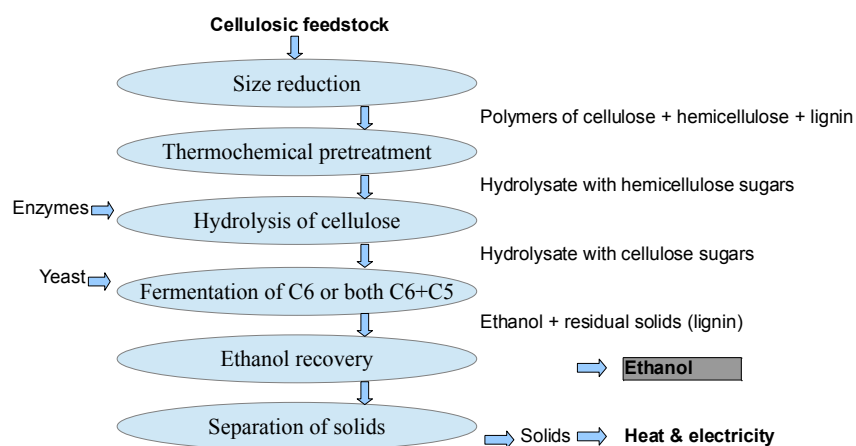 Cellulosic feedstock
Size reduction
Polymers of cellulose + hemicellulose + lignin
Thermochemical pretreatment
Hydrolysate with hemicellulose sugars
Enzymes
Hydrolysis of cellulose
Hydrolysate with cellulose sugars
Yeast
Fermentation of C6 or both C6+C5
Ethanol + residual solids (lignin)
Ethanol recovery
Ethanol
Separation of solids
Solids
Heat & electricity